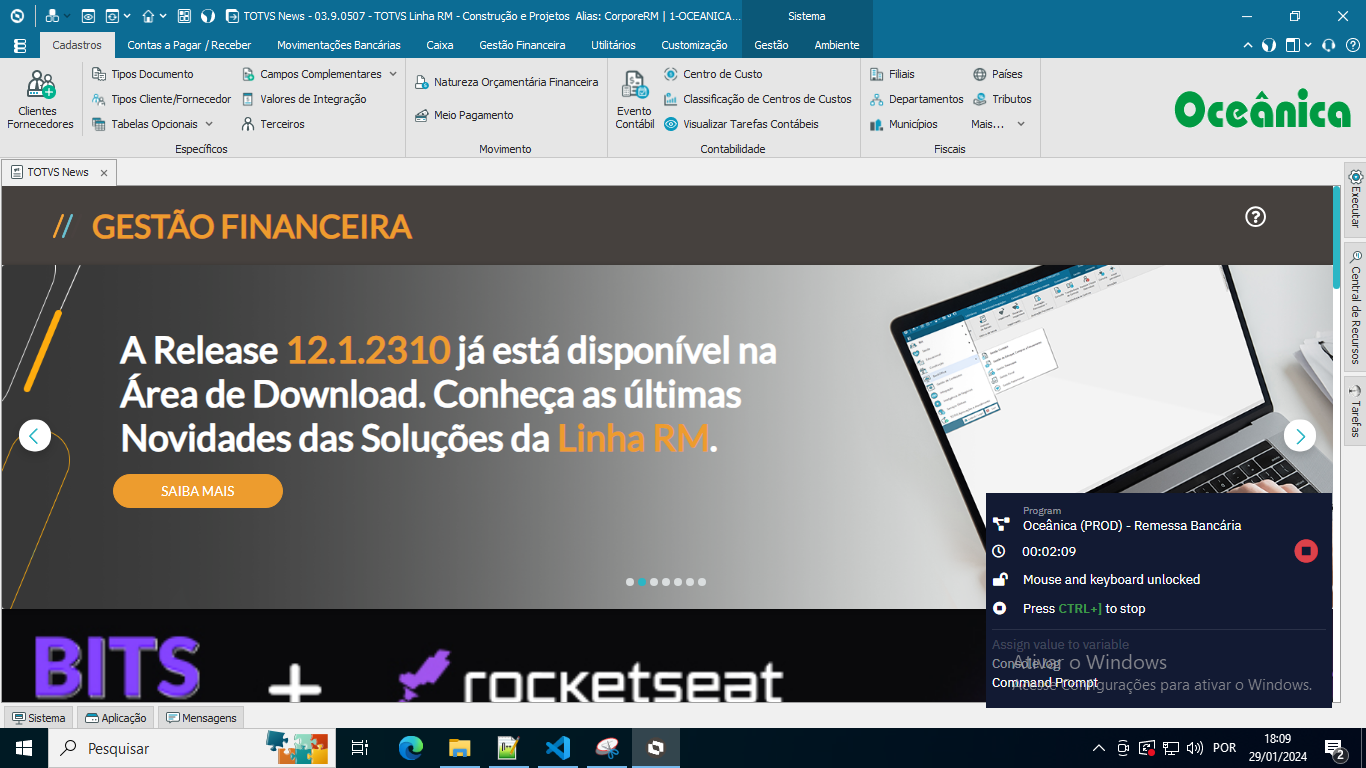 TOTVS News - 03.9.0507 - TOTVS Linha RM - Construção e Projetos Alias: CorporeRM | 1-OCEANICA...
Sistema
Cadastros
Contas a Pagar / Receber
Movimentações Bancárias
Caixa
Gestão Financeira
Utilitários
Customização
Gestão
Ambiente
Clientes
Fornecedores
Tipos Documento
Tipos Cliente/Fornecedor
Tabelas Opcionais
Campos Complementares
Valores de Integração
Terceiros
Específicos
Natureza Orçamentária Financeira
Meio Pagamento
Movimento
Evento
Contábil
Centro de Custo
Classificação de Centros de Custos
Visualizar Tarefas Contábeis
Contabilidade
Filiais
Departamentos
Municípios
Países
Tributos
Mais...
Fiscais
Oceânica
TOTVS News
Executar
Central de Recursos
Tarefas
// GESTÃO FINANCEIRA
A Release 12.1.2310 já está disponível na
Área de Download. Conheça as últimas
Novidades das Soluções da Linha RM.
SAIBA MAIS
Program
Oceânica (PROD) - Remessa Bancária
00:02:09
Mouse and keyboard unlocked
Press CTRL+] to stop
Assign value to variable
Console log
Command Prompt
Ativar o Windows
Acesse Configurações para ativar o Windows.
BITS + rocketseat
Sistema
Aplicação
Mensagens
Pesquisar
POR
18:09
29/01/2024
2